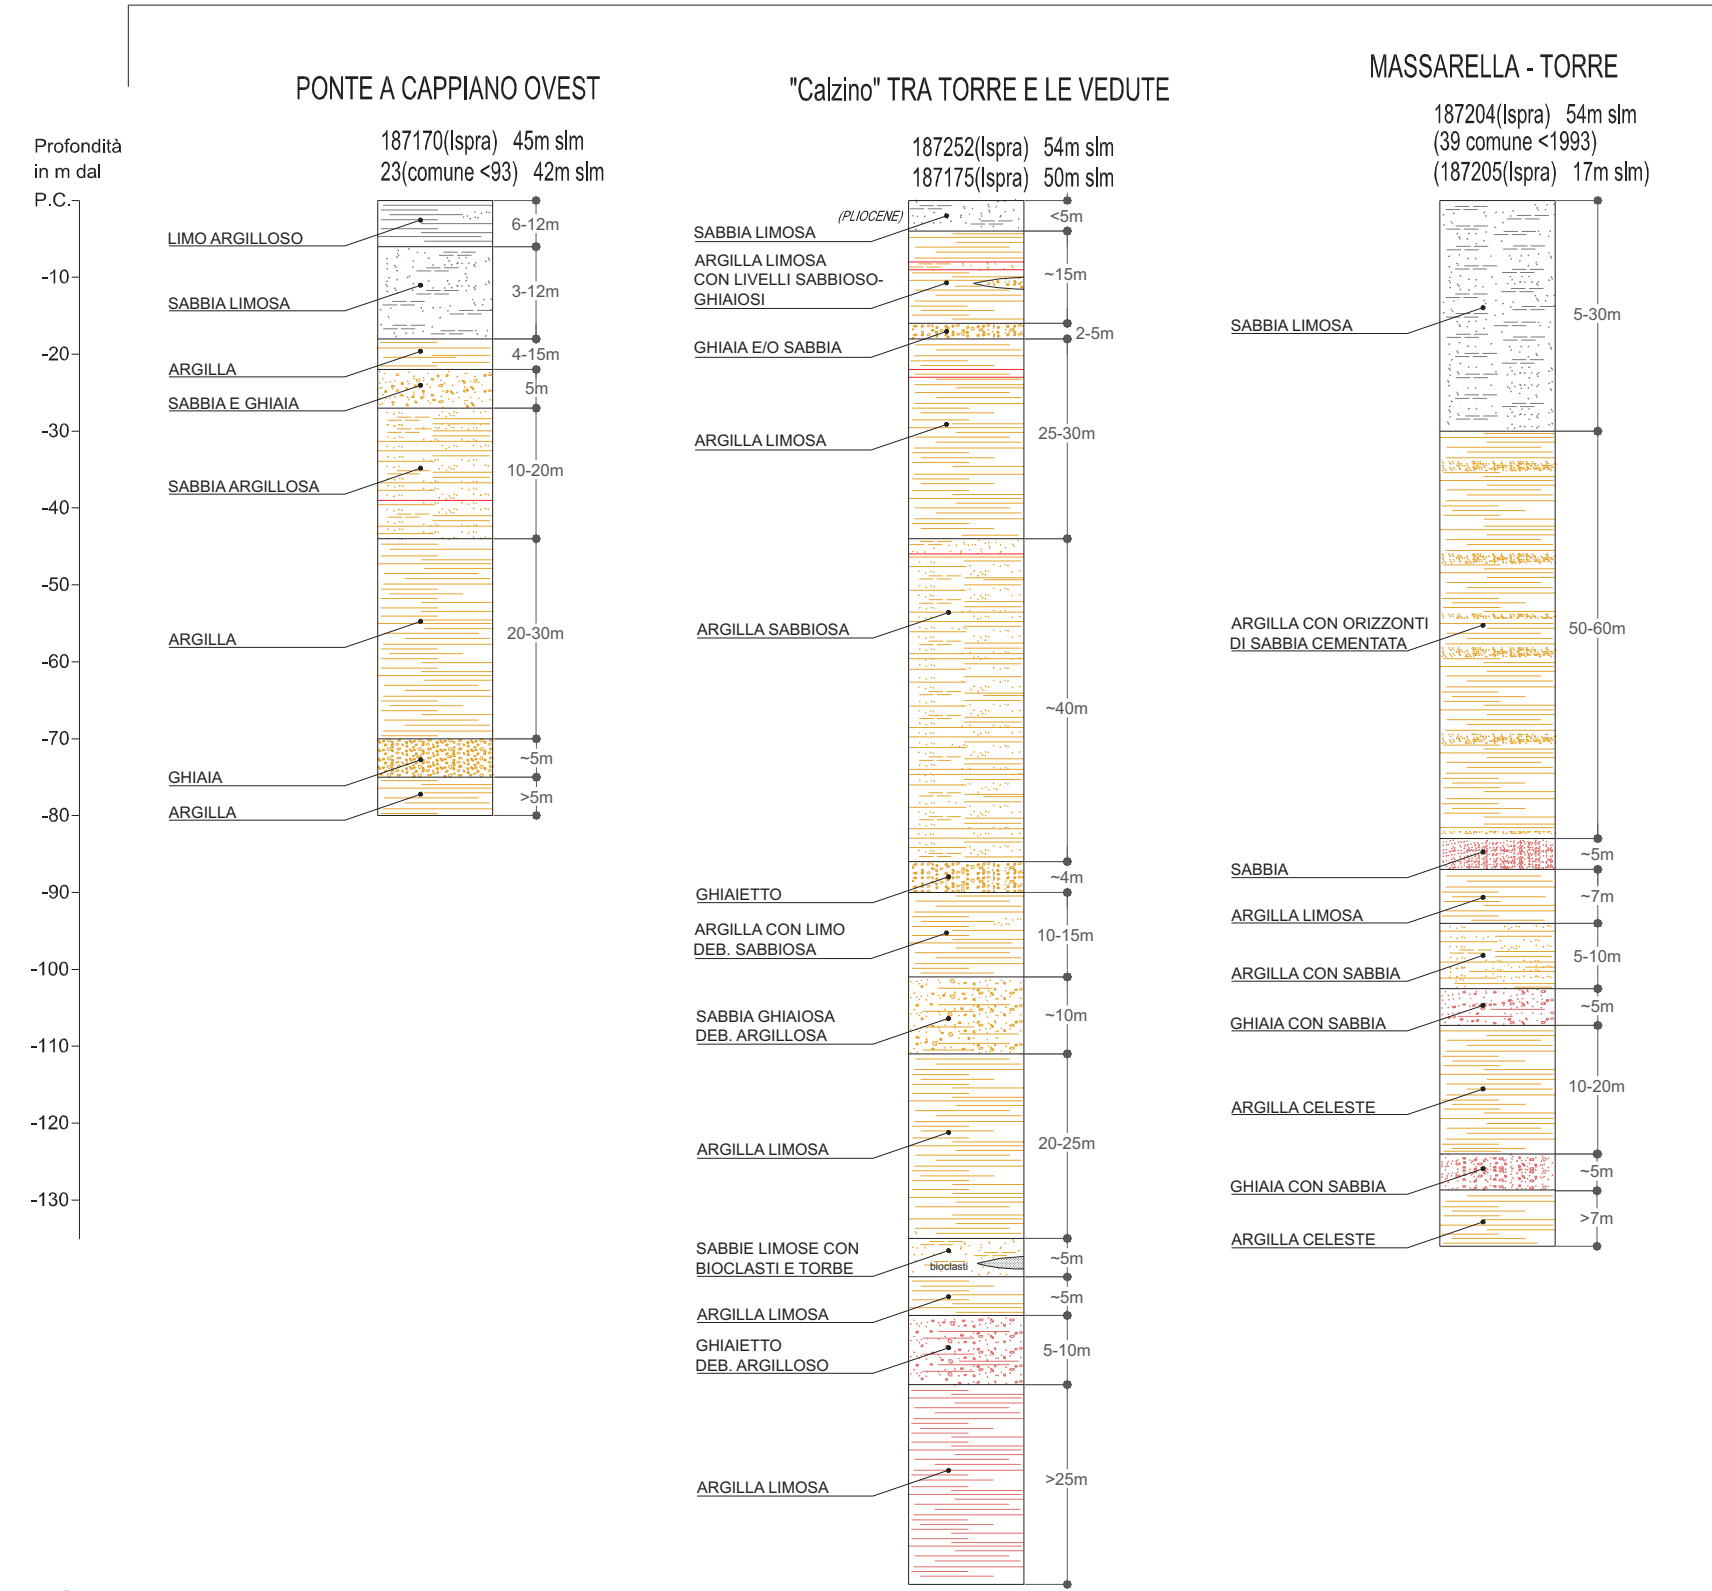 PONTE A CAPPIANO OVEST
187170(Ispra) 45m slm
23(comune <93) 42m slm
"Calzino" TRA TORRE E LE VEDUTE
187252(Ispra) 54m slm
187175(Ispra) 50m slm
MASSARELLA - TORRE
187204(Ispra) 54m slm
(39 comune <1993)
(187205(Ispra) 17m slm)
Profondità
in m dal
P.C.
-10
-20
-30
-40
-50
-60
-70
-80
-90
-100
-110
-120
-130
LIMO ARGILLOSO
6-12m
SABBIA LIMOSA
3-12m
ARGILLA
4-15m
SABBIA E GHIAIA
5m
SABBIA ARGILLOSA
10-20m
ARGILLA
20-30m
GHIAIA
~5m
ARGILLA
>5m
(PLIOCENE)
SABBIA LIMOSA
<5m
ARGILLA LIMOSA
CON LIVELLI SABBIOSO-
GHIAIOSI
~15m
GHIAIA E/O SABBIA
2-5m
ARGILLA LIMOSA
25-30m
ARGILLA SABBIOSA
~40m
GHIAIETTO
~4m
ARGILLA CON LIMO
DEB. SABBIOSA
10-15m
SABBIA GHIAIOSA
DEB. ARGILLOSA
~10m
ARGILLA LIMOSA
20-25m
SABBIE LIMOSE CON
BIOCLASTI E TORBE
bioclasti
~5m
ARGILLA LIMOSA
~5m
GHIAIETTO
DEB. ARGILLOSO
5-10m
ARGILLA LIMOSA
>25m
SABBIA LIMOSA
5-30m
ARGILLA CON ORIZZONTI
DI SABBIA CEMENTATA
50-60m
SABBIA
~5m
ARGILLA LIMOSA
~7m
ARGILLA CON SABBIA
5-10m
GHIAIA CON SABBIA
~5m
ARGILLA CELESTE
10-20m
GHIAIA CON SABBIA
~5m
ARGILLA CELESTE
>7m